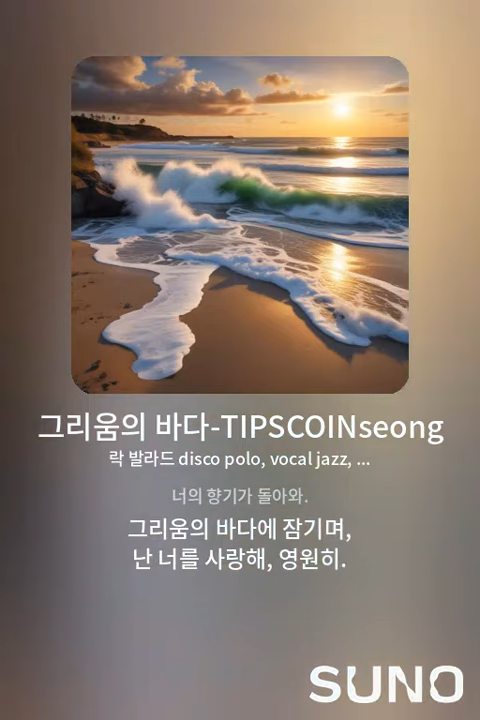 그리움의 바다-TIPSCOINseong
락 발라드 disco polo, vocal jazz, ...
너의 향기가 돌아와.
그리움의 바다에 잠기며,
난 너를 사랑해, 영원히.
SUNO